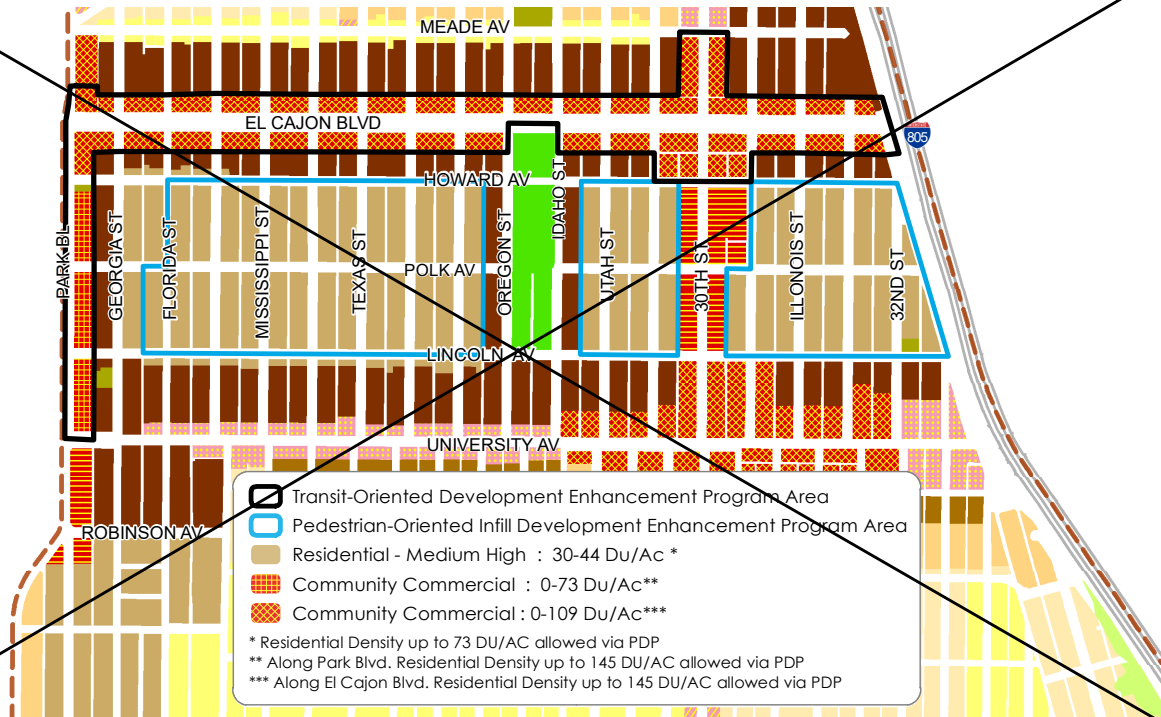 MEADE AV
EL CAJON BLVD
805
HOWARD AV
PARK BL
GEORGIA ST
FLORIDA ST
MISSISSIPPI ST
TEXAS ST
POLK AV
OREGON ST
IDAHO ST
UTAH ST
30TH ST
ILLONOIS ST
32ND ST
LINCOLN AV
UNIVERSITY AV
ROBINSON AV
Transit-Oriented Development Enhancement Program Area
Pedestrian-Oriented Infill Development Enhancement Program Area
Residential - Medium High : 30-44 Du/Ac *
Community Commercial : 0-73 Du/Ac**
Community Commercial : 0-109 Du/Ac***
* Residential Density up to 73 DU/AC allowed via PDP
** Along Park Blvd. Residential Density up to 145 DU/AC allowed via PDP
*** Along El Cajon Blvd. Residential Density up to 145 DU/AC allowed via PDP